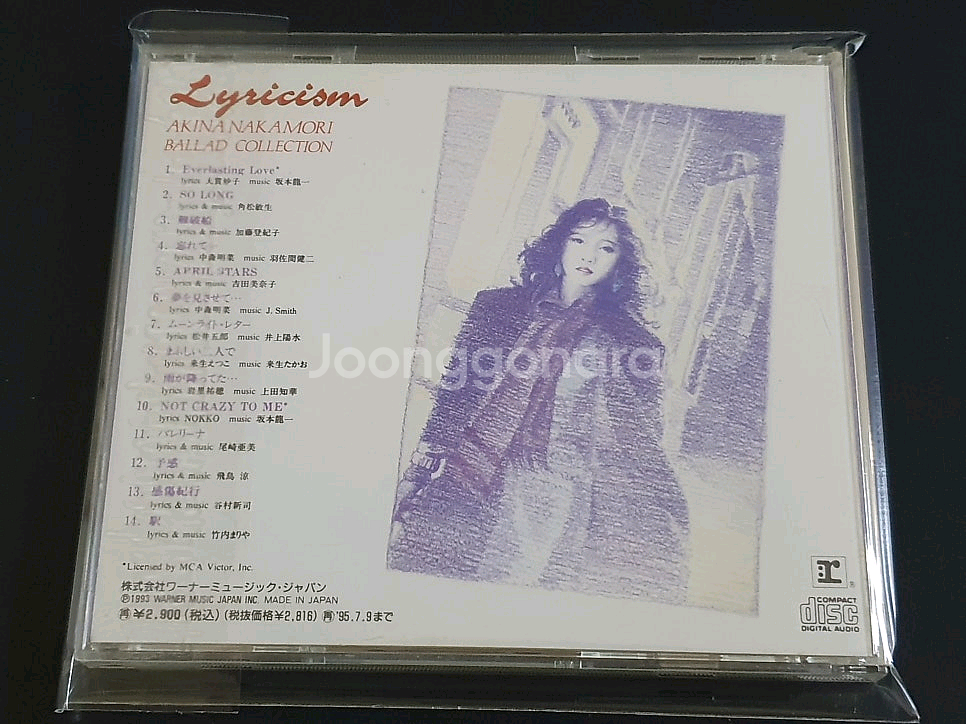 Lyricism
AKINA NAKAMORI
BALLAD COLLECTION
1. Everlasting Love*
lyrics 大貫妙子 music 坂本龍一
2. SO LONG
lyrics & music 角松敏生
3. 難破船
lyrics & music 加藤登紀子
4. 忘れて…
lyrics 中森明菜 music 羽佐間健二
5. APRIL STARS
lyrics & music 吉田美奈子
6. 夢を見させて…
lyrics 中森明菜 music J. Smith
7. ムーンライト・レター
lyrics 松井五郎 music 井上陽水
8. まぶしい二人で
lyrics 来生えつこ music 来生たかお
9. 雨が降ってた…
lyrics 岩里祐穂 music 上田知華
10. NOT CRAZY TO ME*
lyrics NOKKO music 坂本龍一
11. バレリーナ
lyrics & music 尾崎亜美
12. 予感
lyrics & music 飛鳥 涼
13. 感傷紀行
lyrics & music 谷村新司
14. 駅
lyrics & music 竹内まりや
*Licensed by MCA Victor, Inc.
株式会社ワーナーミュージック・ジャパン
Ⓟ1993 WARNER MUSIC JAPAN INC. MADE IN JAPAN
再¥2,900(税込)(税抜価格¥2,816) 再'95.7.9まで
Joonggonara
r ®
COMPACT
disc
DIGITAL AUDIO